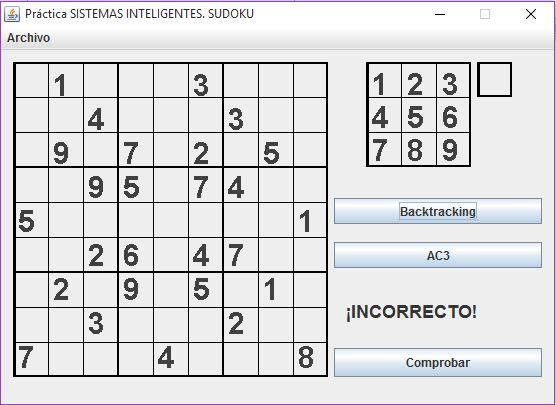 Práctica SISTEMAS INTELIGENTES. SUDOKU
Archivo
1 3
4 3
9 7 2 5
9 5 7 4
5 1
2 6 4 7
2 9 5 1
3 2
7 4 8
1 2 3
4 5 6
7 8 9
Backtracking
AC3
¡INCORRECTO!
Comprobar